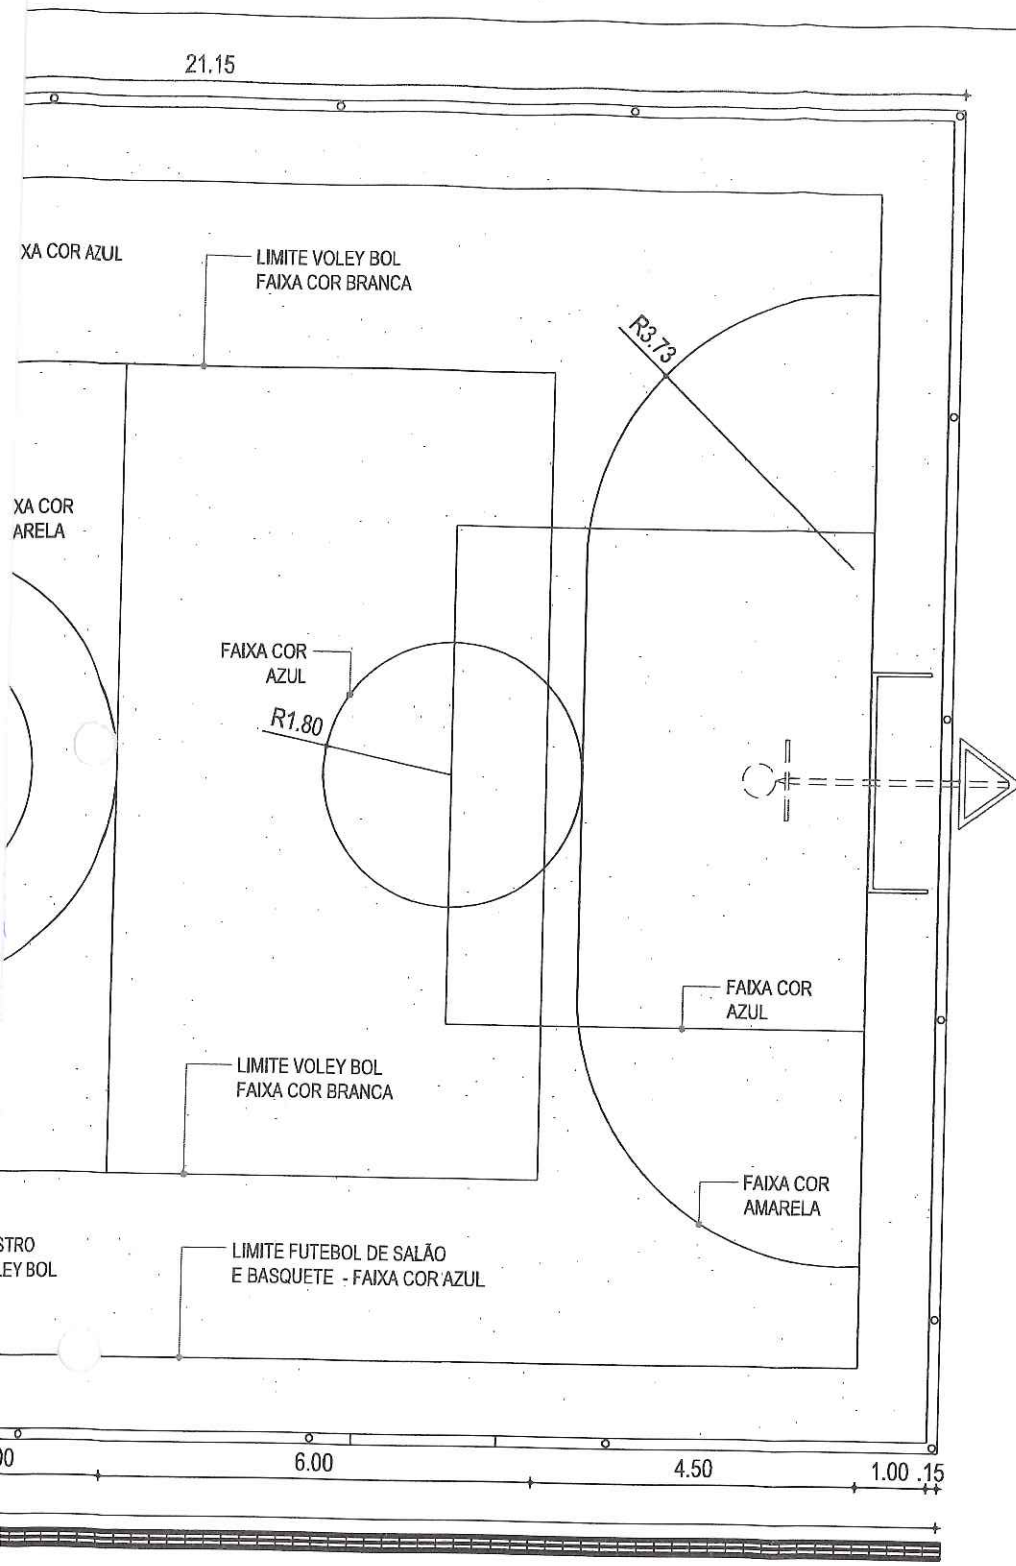 21.15
XA COR AZUL
LIMITE VOLEY BOL
FAIXA COR BRANCA
R3.73
XA COR
ARELA
FAIXA COR
AZUL
R1.80
FAIXA COR
AZUL
LIMITE VOLEY BOL
FAIXA COR BRANCA
FAIXA COR
AMARELA
STRO
LEY BOL
LIMITE FUTEBOL DE SALÃO
E BASQUETE - FAIXA COR AZUL
0
6.00
4.50
1.00 .15